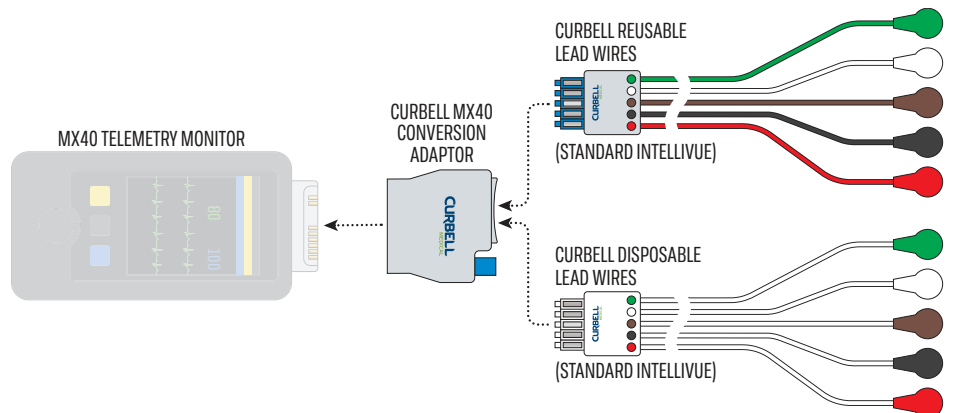 MX40 TELEMETRY MONITOR
80
100
CURBELL MX40
CONVERSION
ADAPTOR
CURBELL
MEDICAL
CURBELL REUSABLE
LEAD WIRES
CURBELL
(STANDARD INTELLIVUE)
CURBELL DISPOSABLE
LEAD WIRES
CURBELL
(STANDARD INTELLIVUE)